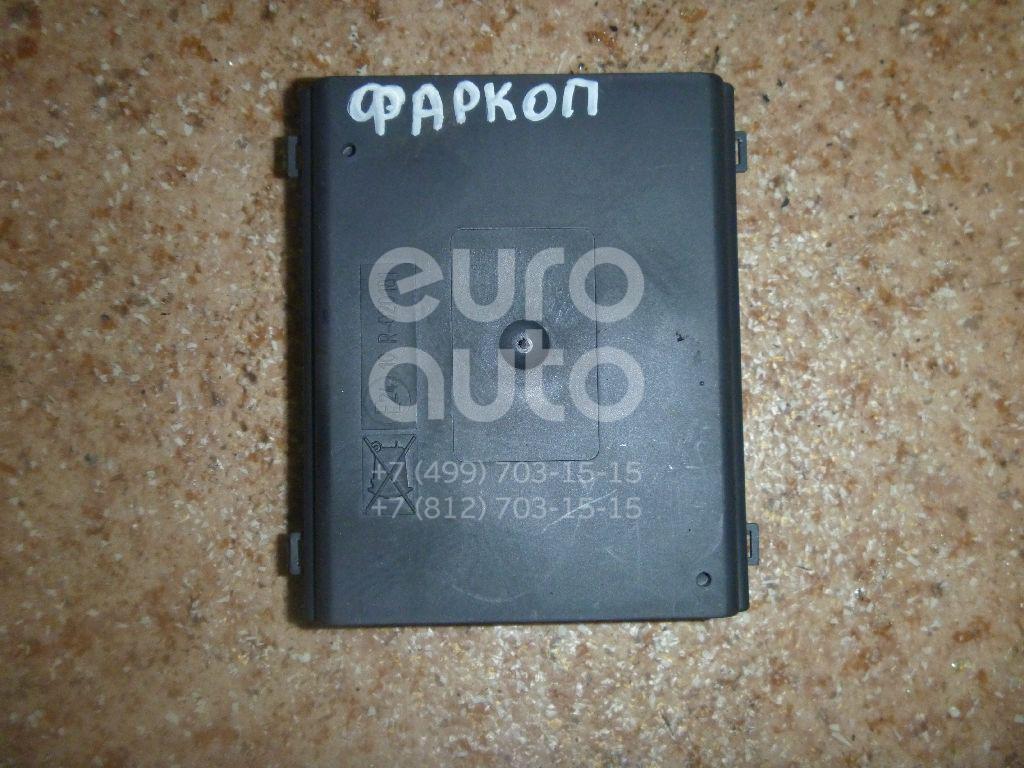 ФАРКОП
euro
auto
+7 (499) 703-15-15
+7 (812) 703-15-15